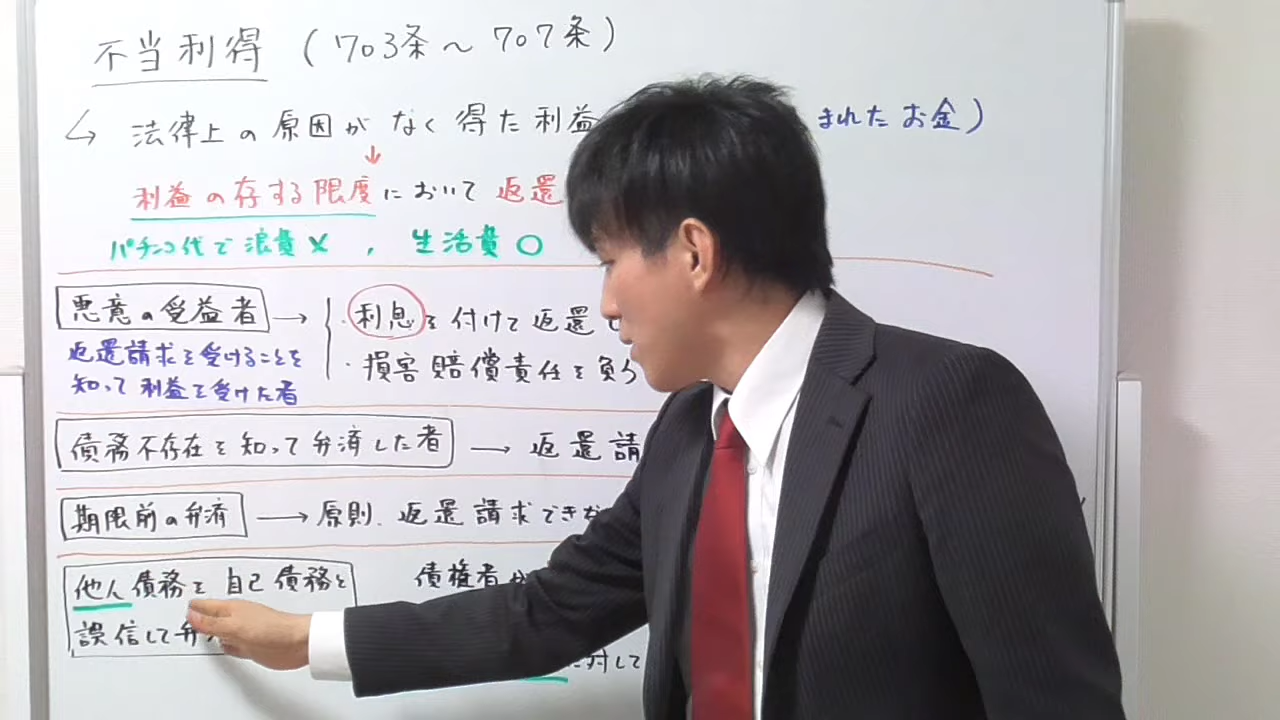 不当利得（703条～707条）
↳ 法律上の原因がなく得た利益 まれたお金）
↓
利益の存する限度において返還
パチンコ代で浪費×，生活費○
悪意の受益者 → ・利息を付けて返還
返還請求を受けることを ・損害賠償責任を負う
知って利益を受けた者
債務不存在を知って弁済した者 → 返還請
期限前の弁済 → 原則、返還請求できな
他人債務を自己債務と 債権者が
誤信して弁 に対して